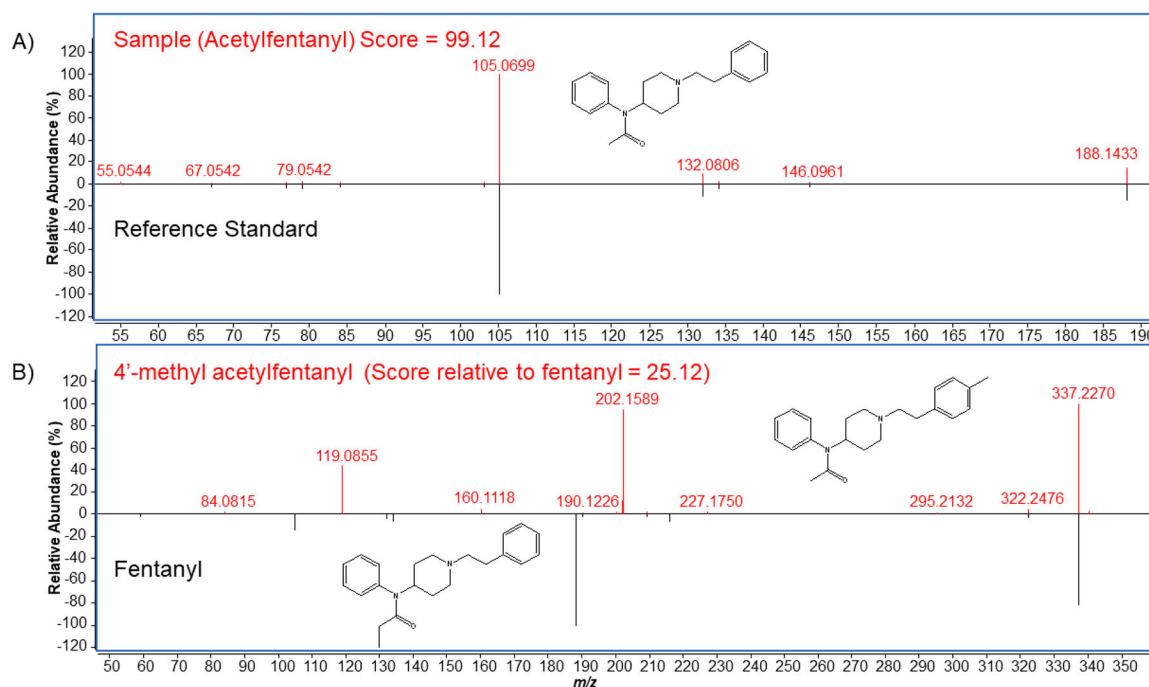 A)
Sample (Acetylfentanyl) Score = 99.12
Relative Abundance (%)
120
100
80
60
40
20
0
-20
-40
-60
-80
-100
-120
55.0544
67.0542
79.0542
105.0699
132.0806
146.0961
188.1433
N
N
O
Reference Standard
55 60 65 70 75 80 85 90 95 100 105 110 115 120 125 130 135 140 145 150 155 160 165 170 175 180 185 190
B)
4'-methyl acetylfentanyl (Score relative to fentanyl = 25.12)
Relative Abundance (%)
120
100
80
60
40
20
0
-20
-40
-60
-80
-100
-120
84.0815
119.0855
160.1118
190.1226
202.1589
227.1750
295.2132
322.2476
337.2270
N
N
O
Fentanyl
N
N
O
50 60 70 80 90 100 110 120 130 140 150 160 170 180 190 200 210 220 230 240 250 260 270 280 290 300 310 320 330 340 350
m/z